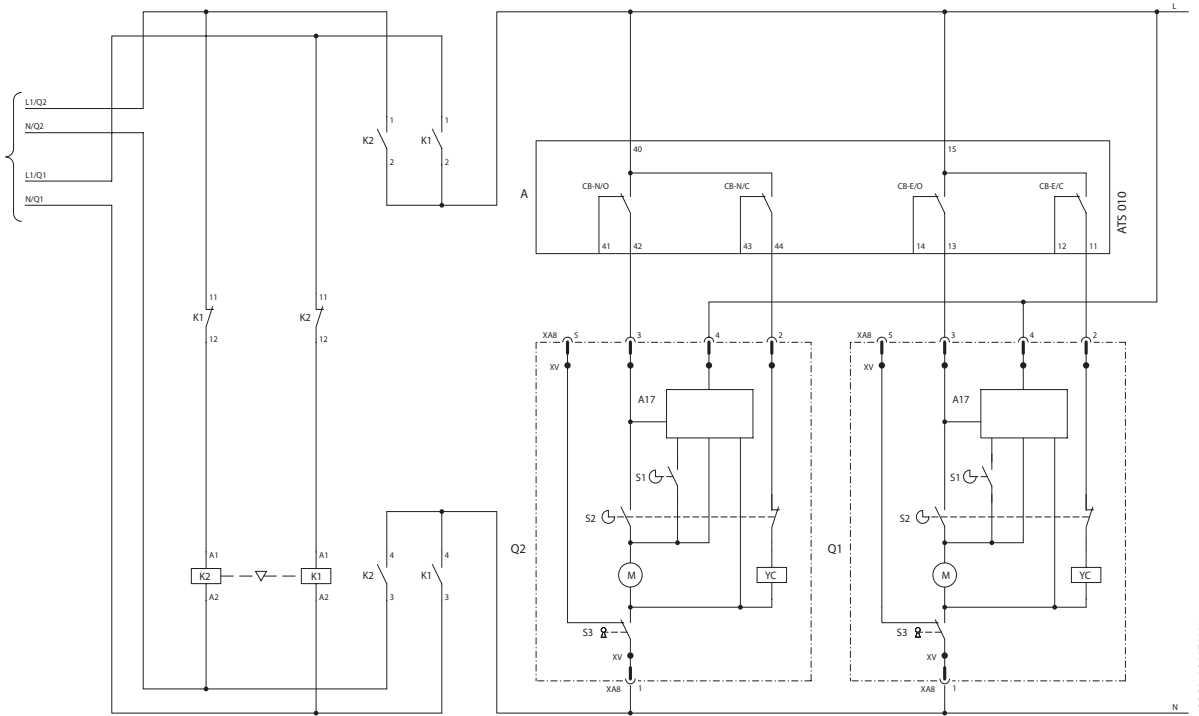 L
L1/Q2
N/Q2
L1/Q1
N/Q1
1 1
K2 K1
2 2
40 15
A
CB-N/O CB-N/C CB-E/O CB-E/C
ATS 010
41 42 43 44 14 13 12 11
11 11
K1 K2
12 12
XA8 5 3 4 2 XA8 5 3 4 2
XV XV
A17 A17
S1 S1
S2 S2
Q2 Q1
A1 A1 4 4
K2 K1 K2 K1 M YC M YC
A2 A2 3 3
S3 S3
XV XV
XA8 1 XA8 1
N